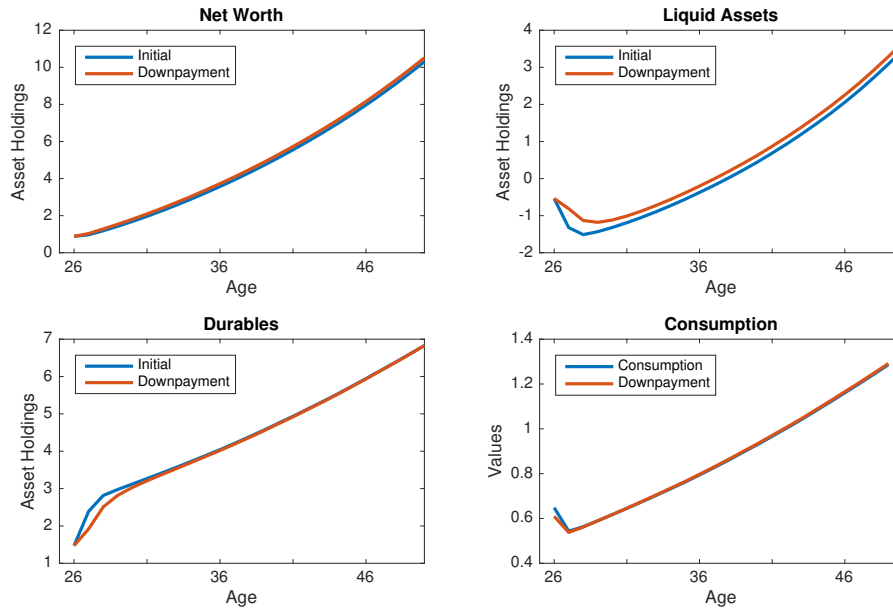 Net Worth
12
10
8
6
4
2
0
Asset Holdings
Initial
Downpayment
26
36
46
Age
Liquid Assets
4
3
2
1
0
-1
-2
Asset Holdings
Initial
Downpayment
26
36
46
Age
Durables
7
6
5
4
3
2
1
Asset Holdings
Initial
Downpayment
26
36
46
Age
Consumption
1.4
1.2
1
0.8
0.6
0.4
Values
Consumption
Downpayment
26
36
46
Age